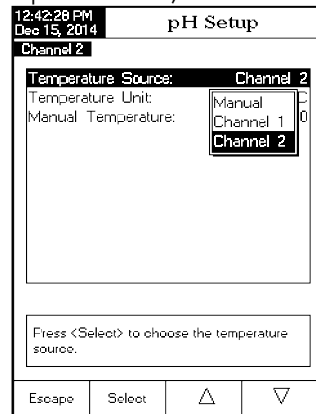 12:42:28 PM
Dec 15, 2014
pH Setup
Channel 2
Temperature Source: Channel 2
Temperature Unit: C
Manual Temperature: 0
Manual
Channel 1
Channel 2
Press <Select> to choose the temperature
source.
Escape Select